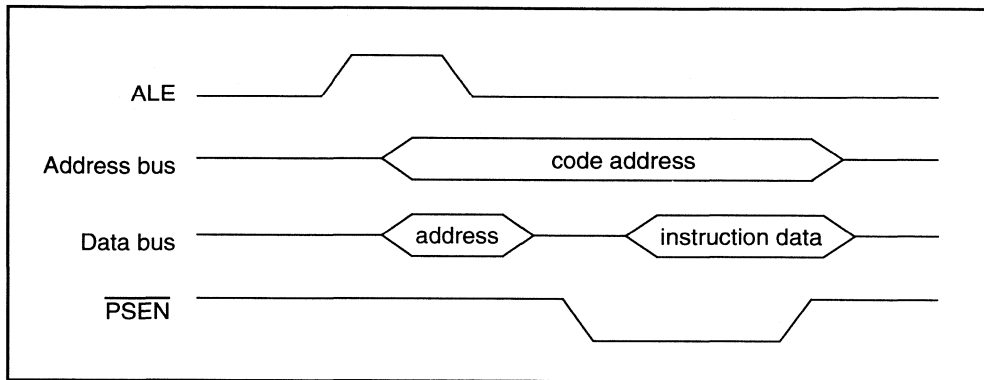 ALE
Address bus
code address
Data bus
address
instruction data
PSEN